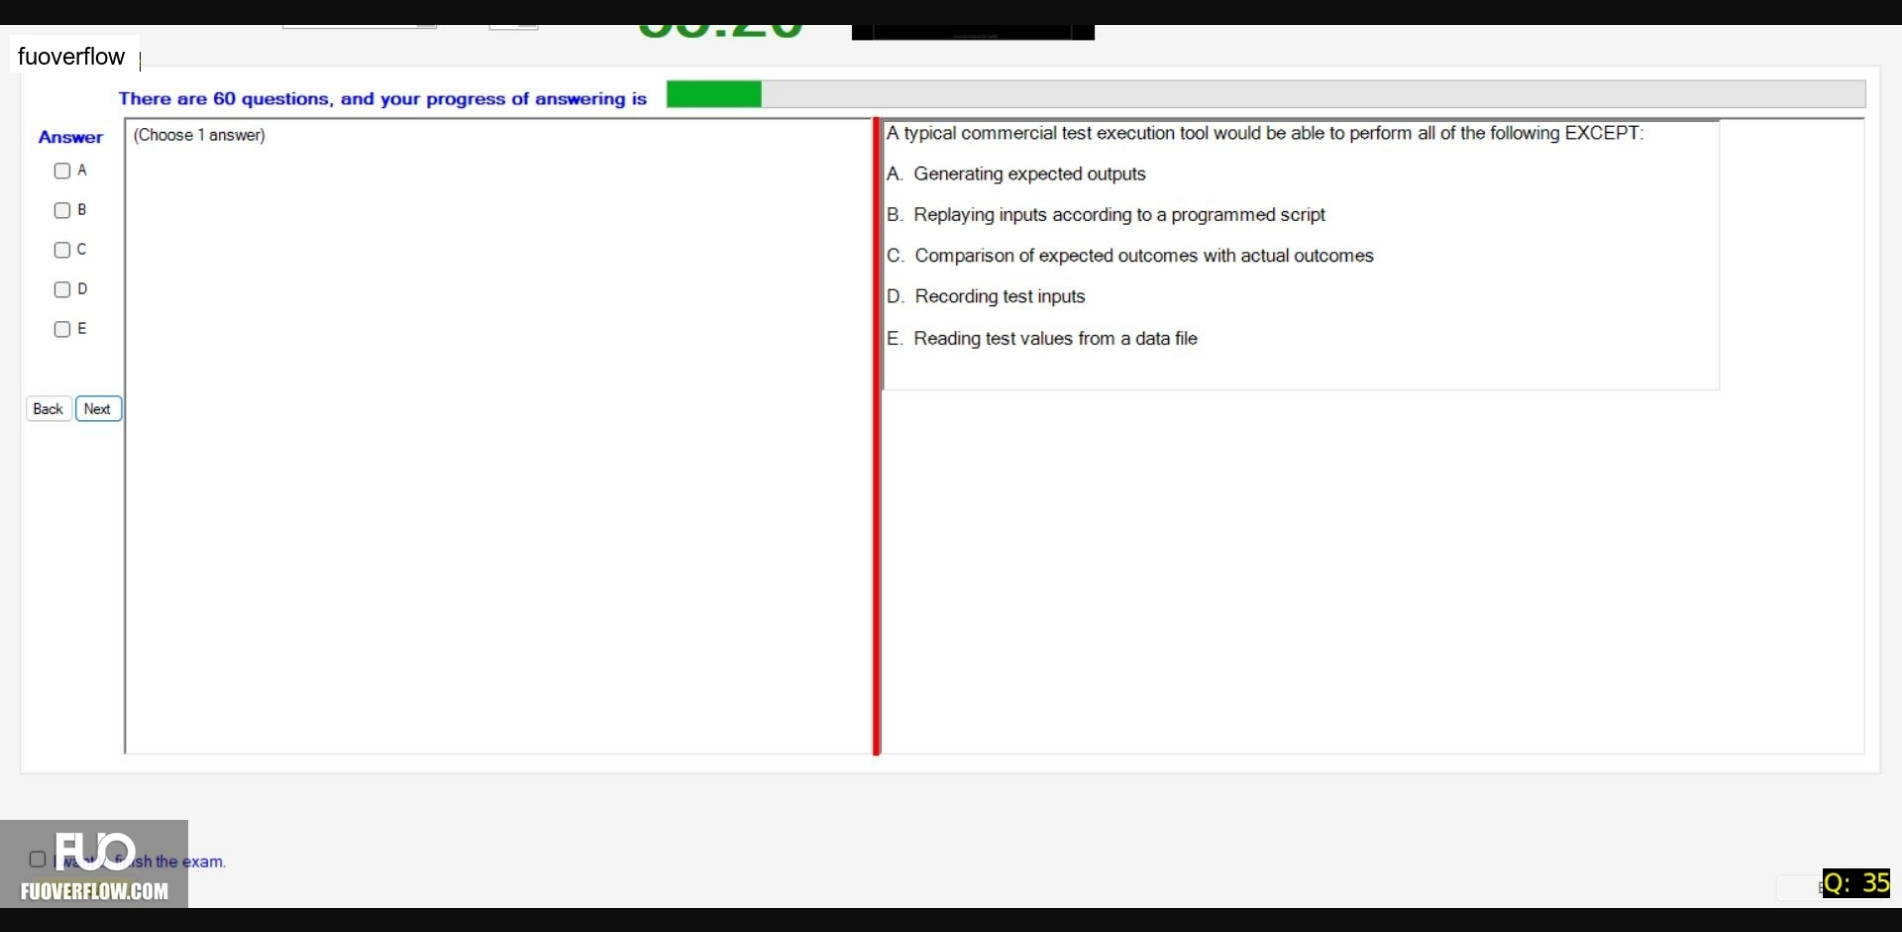 fuoverflow
There are 60 questions, and your progress of answering is
Answer
(Choose 1 answer)
A
B
C
D
E
Back Next
A typical commercial test execution tool would be able to perform all of the following EXCEPT:
A. Generating expected outputs
B. Replaying inputs according to a programmed script
C. Comparison of expected outcomes with actual outcomes
D. Recording test inputs
E. Reading test values from a data file
FUO
the exam.
FUOVERFLOW.COM
Q: 35